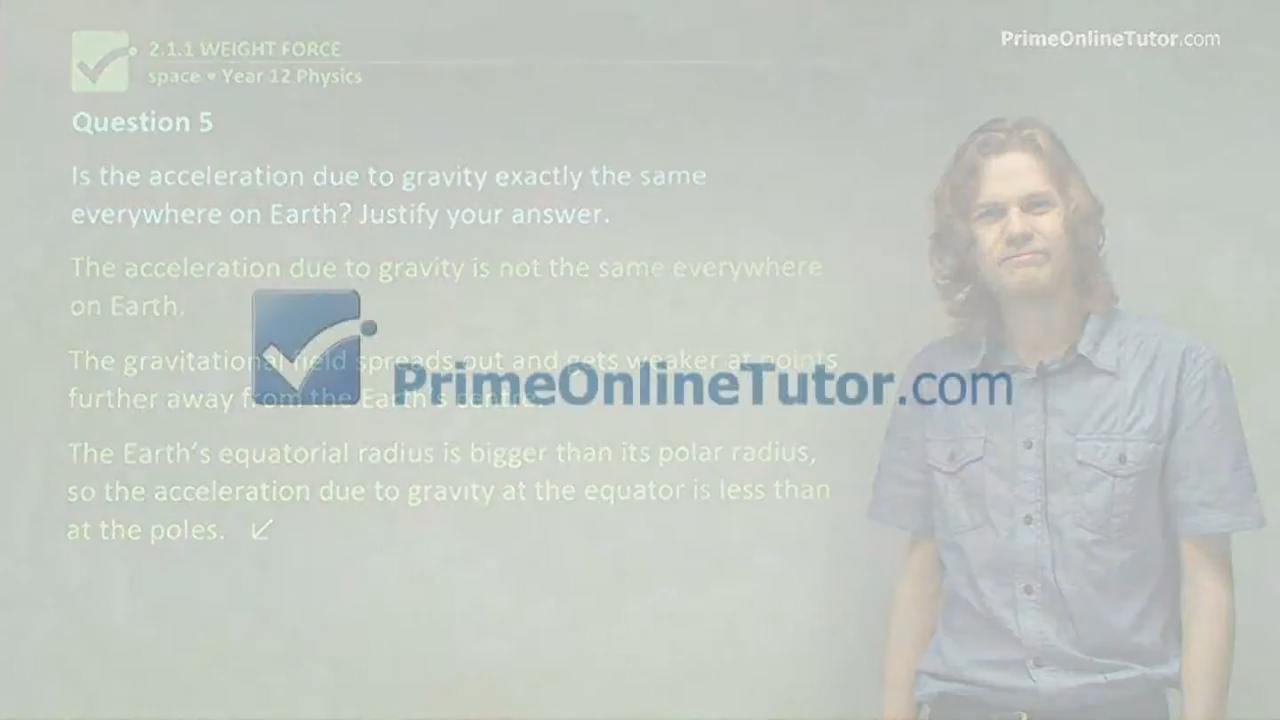 2.1.1 WEIGHT FORCE
space • Year 12 Physics
PrimeOnlineTutor.com
Question 5
Is the acceleration due to gravity exactly the same
everywhere on Earth? Justify your answer.
The acceleration due to gravity is not the same everywhere
on Earth.
The gravitational field spreads out and gets weaker at points
further away from the Earth's centre.
PrimeOnlineTutor.com
The Earth's equatorial radius is bigger than its polar radius,
so the acceleration due to gravity at the equator is less than
at the poles.